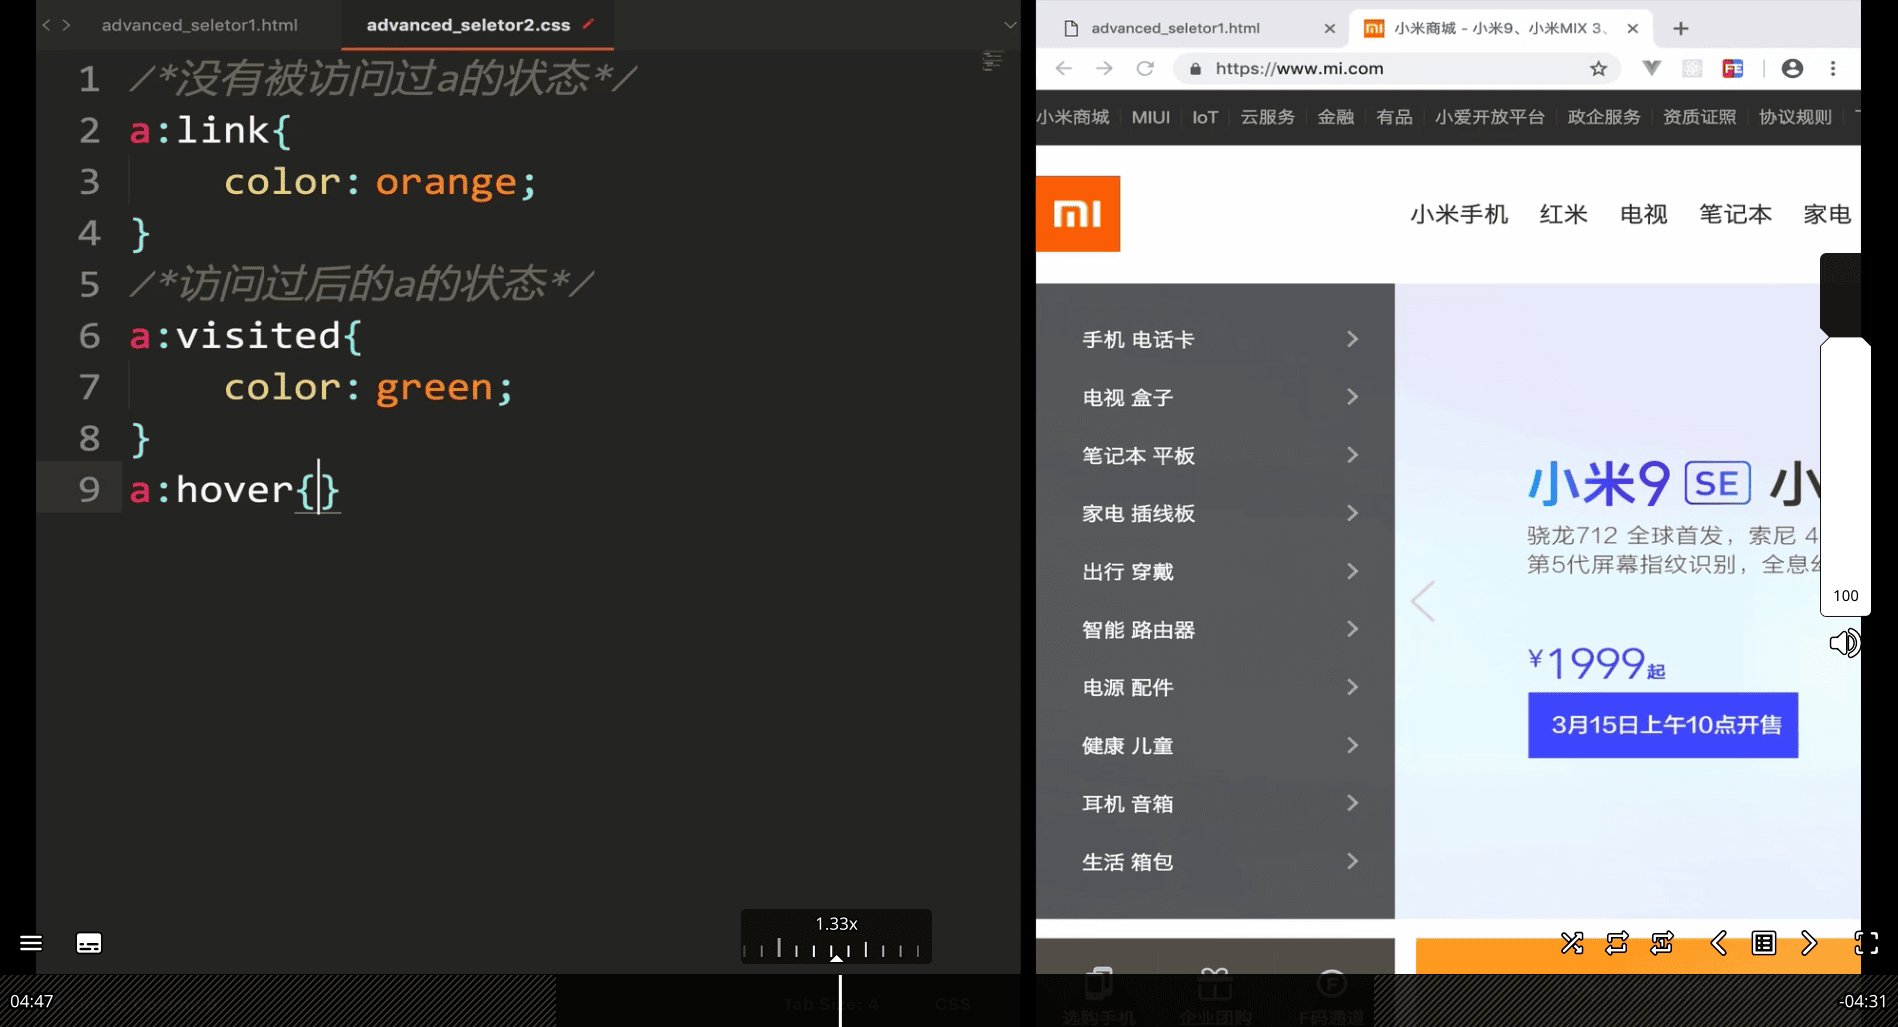 advanced_seletor1.html
advanced_seletor2.css
1 /*没有被访问过a的状态*/
2 a:link{
3 color: orange;
4 }
5 /*访问过后的a的状态*/
6 a:visited{
7 color: green;
8 }
9 a:hover{}
advanced_seletor1.html
小米商城 - 小米9、小米MIX 3、
https://www.mi.com
小米商城 MIUI IoT 云服务 金融 有品 小爱开放平台 政企服务 资质证照 协议规则
mi
小米手机 红米 电视 笔记本 家电
手机 电话卡
电视 盒子
笔记本 平板
家电 插线板
出行 穿戴
智能 路由器
电源 配件
健康 儿童
耳机 音箱
生活 箱包
小米9 SE 小
骁龙712 全球首发，索尼 4
第5代屏幕指纹识别，全息
¥1999起
3月15日上午10点开售
100
1.33x
选购手机 企业团购 F码通道
04:47
Tab Size: 4 CSS
-04:31